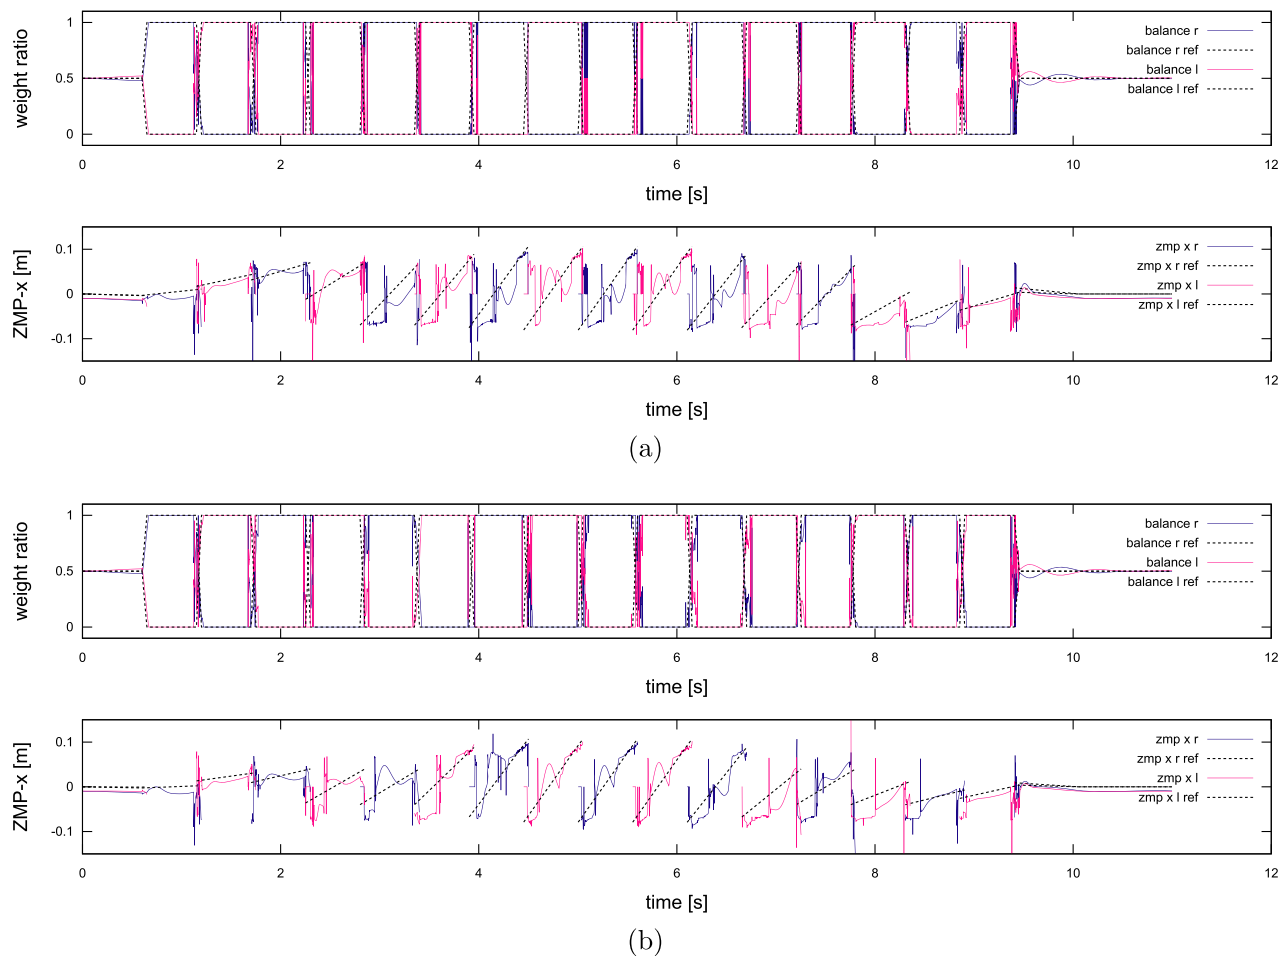 weight ratio
1
0.5
0
balance r
balance r ref
balance l
balance l ref
0 2 4 6 8 10 12
time [s]
ZMP-x [m]
0.1
0
-0.1
zmp x r
zmp x r ref
zmp x l
zmp x l ref
0 2 4 6 8 10 12
time [s]
(a)
weight ratio
1
0.5
0
balance r
balance r ref
balance l
balance l ref
0 2 4 6 8 10 12
time [s]
ZMP-x [m]
0.1
0
-0.1
zmp x r
zmp x r ref
zmp x l
zmp x l ref
0 2 4 6 8 10 12
time [s]
(b)